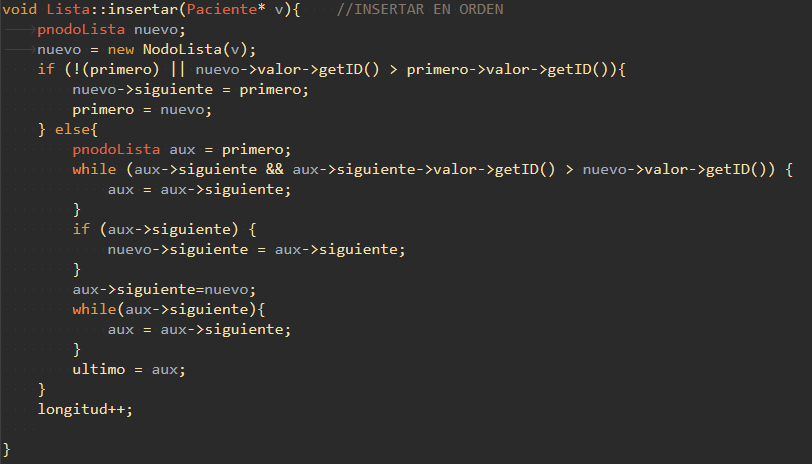 void Lista::insertar(Paciente* v){    //INSERTAR EN ORDEN
    pnodoLista nuevo;
    nuevo = new NodoLista(v);
    if (!(primero) || nuevo->valor->getID() > primero->valor->getID()){
        nuevo->siguiente = primero;
        primero = nuevo;
    } else{
        pnodoLista aux = primero;
        while (aux->siguiente && aux->siguiente->valor->getID() > nuevo->valor->getID()) {
            aux = aux->siguiente;
        }
        if (aux->siguiente) {
            nuevo->siguiente = aux->siguiente;
        }
        aux->siguiente=nuevo;
        while(aux->siguiente){
            aux = aux->siguiente;
        }
        ultimo = aux;
    }
    longitud++;

}